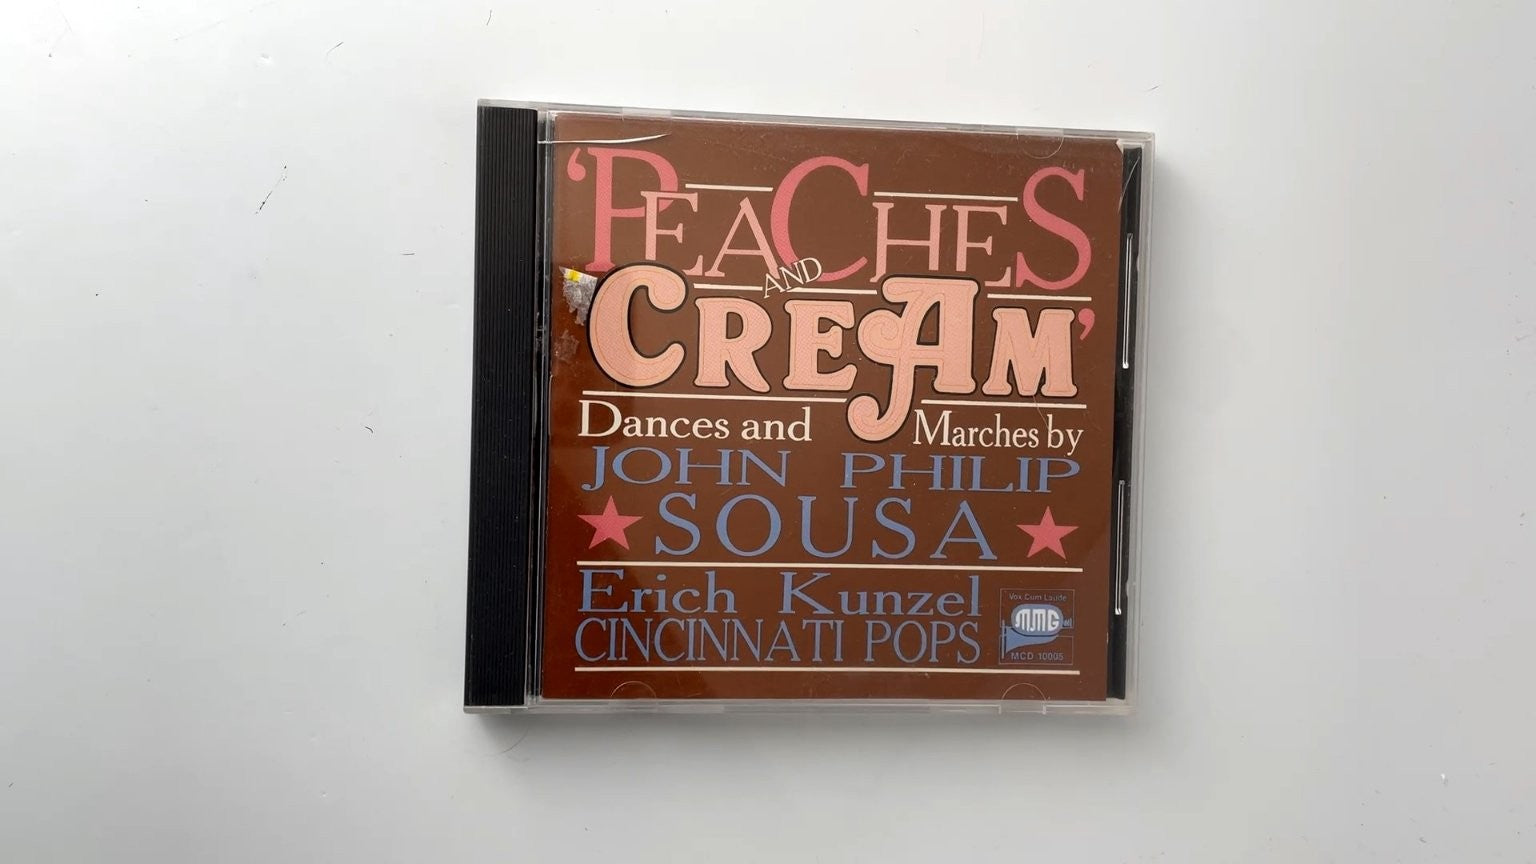 'PEACHES
AND
CREAM'
Dances and Marches by
JOHN PHILIP
SOUSA
Erich Kunzel
CINCINNATI POPS
Vox Cum Laude
MMG
MCD 10005